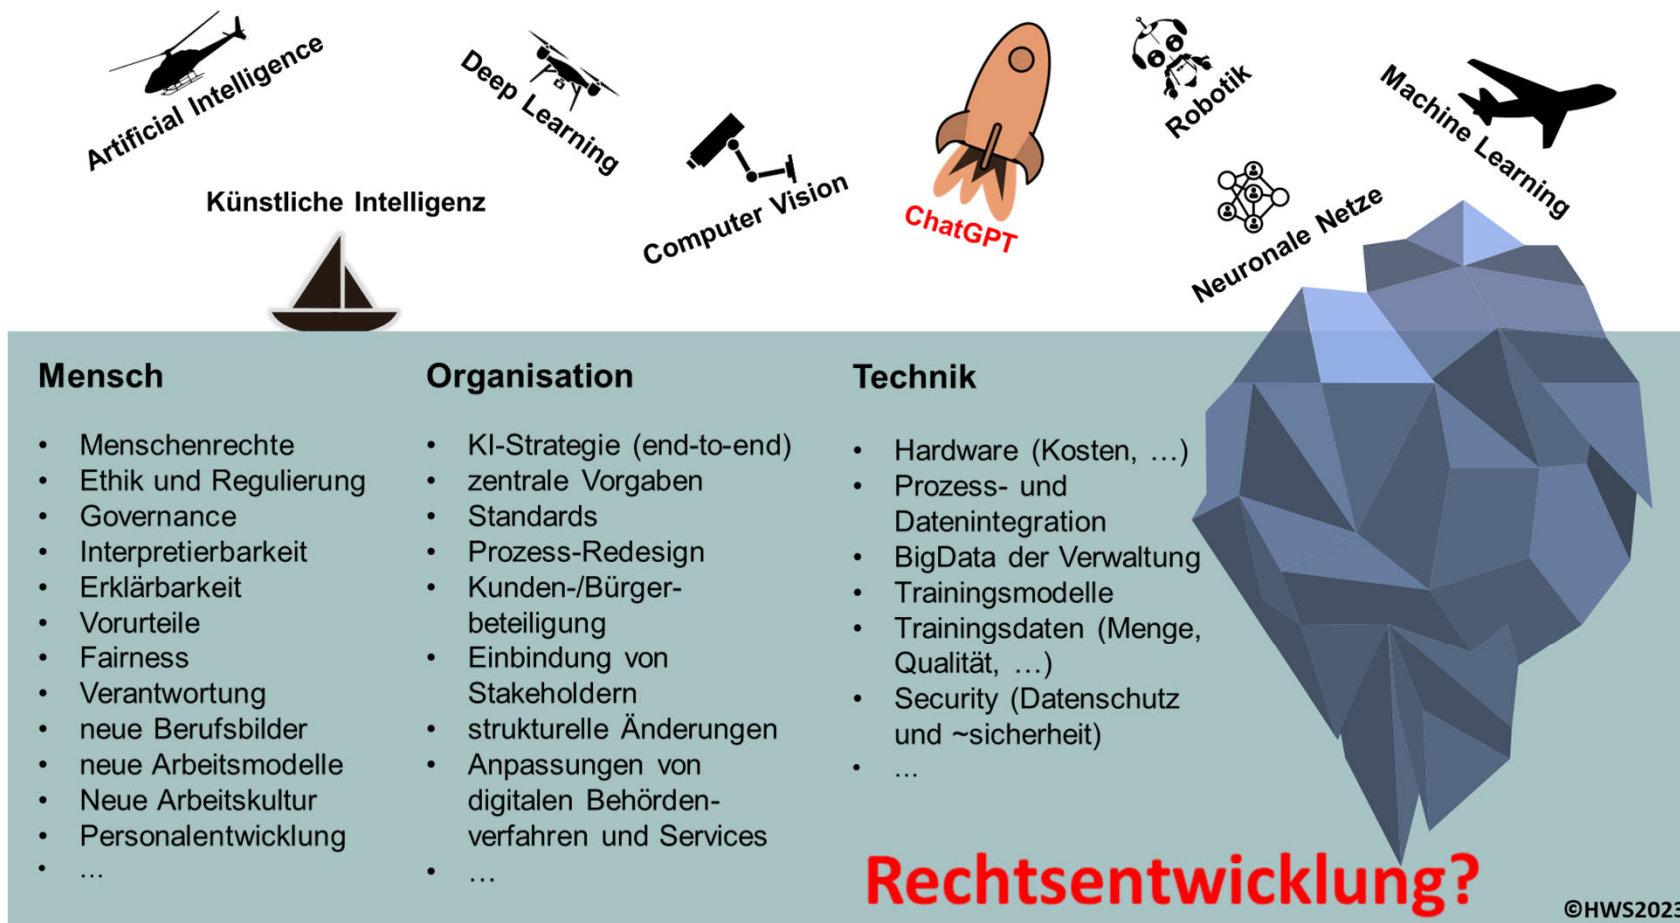 Artificial Intelligence
Deep Learning
Robotik
Machine Learning
Künstliche Intelligenz
Computer Vision
ChatGPT
Neuronale Netze
Mensch
• Menschenrechte
• Ethik und Regulierung
• Governance
• Interpretierbarkeit
• Erklärbarkeit
• Vorurteile
• Fairness
• Verantwortung
• neue Berufsbilder
• neue Arbeitsmodelle
• Neue Arbeitskultur
• Personalentwicklung
• ...
Organisation
• KI-Strategie (end-to-end)
• zentrale Vorgaben
• Standards
• Prozess-Redesign
• Kunden-/Bürger-
beteiligung
• Einbindung von
Stakeholdern
• strukturelle Änderungen
• Anpassungen von
digitalen Behörden-
verfahren und Services
• ...
Technik
• Hardware (Kosten, …)
• Prozess- und
Datenintegration
• BigData der Verwaltung
• Trainingsmodelle
• Trainingsdaten (Menge,
Qualität, …)
• Security (Datenschutz
und ~sicherheit)
• ...
Rechtsentwicklung?
©HWS2023